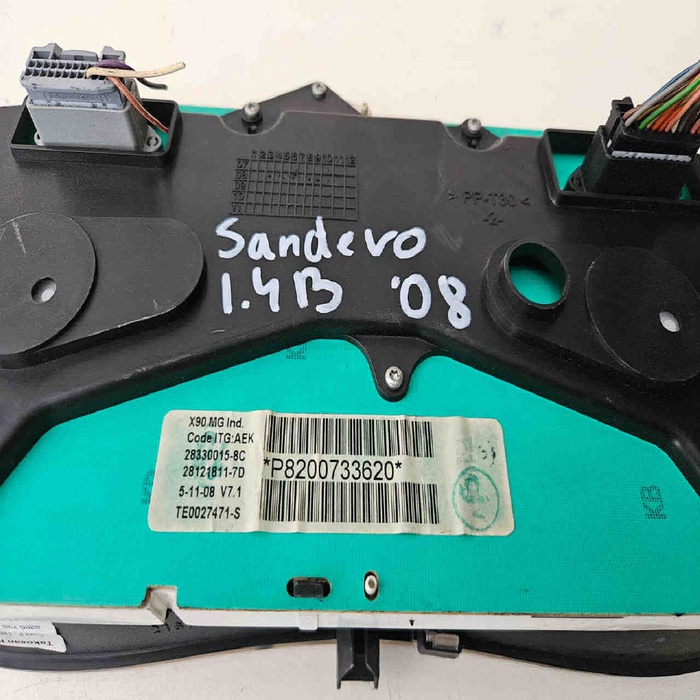 >PP-T30<
Sandevo
1.4B '08
X90 MG Ind.
Code ITG:AEK
28330015-8C
28121811-7D
5-11-08 V7.1
TE0027471-S
*P8200733620*